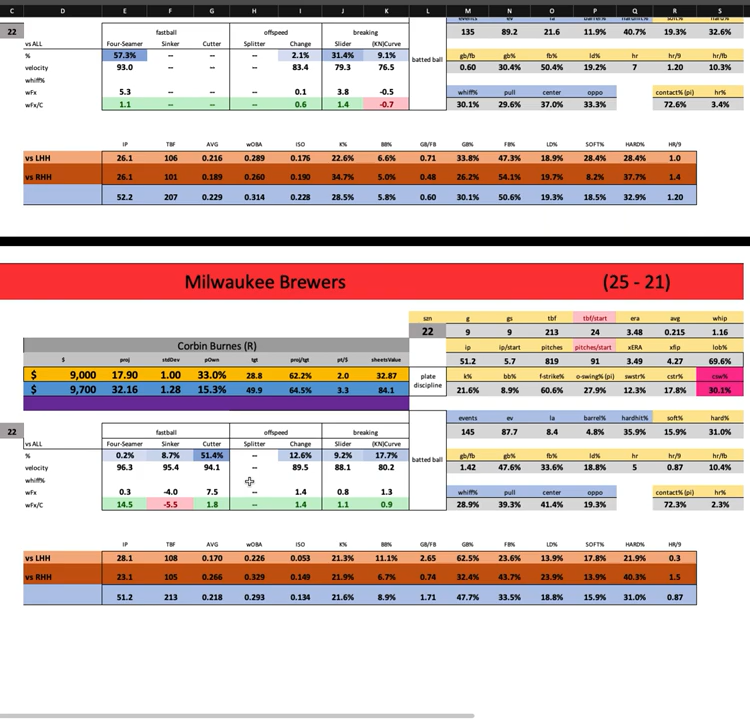 C D E F G H I J K L M N O P Q R S
events ev la barrel% hardhit% soft% hard%
22 fastball offspeed breaking 135 89.2 21.6 11.9% 40.7% 19.3% 32.6%
vs ALL Four-Seamer Sinker Cutter Splitter Change Slider (KN)Curve
% 57.3% -- -- -- 2.1% 31.4% 9.1% batted ball gb/fb gb% fb% ld% hr hr/9 hr/fb
velocity 93.0 -- -- -- 83.4 79.3 76.5 0.60 30.4% 50.4% 19.2% 7 1.20 10.3%
whiff%
wFx 5.3 -- -- -- 0.1 3.8 -0.5 whiff% pull center oppo contact% (pi) hr%
wFx/C 1.1 -- -- -- 0.6 1.4 -0.7 30.1% 29.6% 37.0% 33.3% 72.6% 3.4%
IP TBF AVG wOBA ISO K% BB% GB/FB GB% FB% LD% SOFT% HARD% HR/9
vs LHH 26.1 106 0.216 0.289 0.176 22.6% 6.6% 0.71 33.8% 47.3% 18.9% 28.4% 28.4% 1.0
vs RHH 26.1 101 0.189 0.260 0.190 34.7% 5.0% 0.48 26.2% 54.1% 19.7% 8.2% 37.7% 1.4
52.2 207 0.229 0.314 0.228 28.5% 5.8% 0.60 30.1% 50.6% 19.3% 18.5% 32.9% 1.20
Milwaukee Brewers (25 - 21)
szn g gs tbf tbf/start era avg whip
22 9 9 213 24 3.48 0.215 1.16
Corbin Burnes (R) ip ip/start pitches pitches/start xERA xfip lob%
$ proj stdDev pOwn tgt proj/tgt pt/$ sheetsValue 51.2 5.7 819 91 3.49 4.27 69.6%
$ 9,000 17.90 1.00 33.0% 28.8 62.2% 2.0 32.87 plate discipline k% bb% f-strike% o-swing% (pi) swstr% cstr% csw%
$ 9,700 32.16 1.28 15.3% 49.9 64.5% 3.3 84.1 21.6% 8.9% 60.6% 27.9% 12.3% 17.8% 30.1%
events ev la barrel% hardhit% soft% hard%
22 fastball offspeed breaking 145 87.7 8.4 4.8% 35.9% 15.9% 31.0%
vs ALL Four-Seamer Sinker Cutter Splitter Change Slider (KN)Curve
% 0.2% 8.7% 51.4% -- 12.6% 9.2% 17.7% batted ball gb/fb gb% fb% ld% hr hr/9 hr/fb
velocity 96.3 95.4 94.1 -- 89.5 88.1 80.2 1.42 47.6% 33.6% 18.8% 5 0.87 10.4%
whiff%
wFx 0.3 -4.0 7.5 -- 1.4 0.8 1.3 whiff% pull center oppo contact% (pi) hr%
wFx/C 14.5 -5.5 1.8 -- 1.4 1.1 0.9 28.9% 39.3% 41.4% 19.3% 72.3% 2.3%
IP TBF AVG wOBA ISO K% BB% GB/FB GB% FB% LD% SOFT% HARD% HR/9
vs LHH 28.1 108 0.170 0.226 0.053 21.3% 11.1% 2.65 62.5% 23.6% 13.9% 17.8% 21.9% 0.3
vs RHH 23.1 105 0.266 0.329 0.149 21.9% 6.7% 0.74 32.4% 43.7% 23.9% 13.9% 40.3% 1.5
51.2 213 0.218 0.293 0.134 21.6% 8.9% 1.71 47.7% 33.5% 18.8% 15.9% 31.0% 0.87